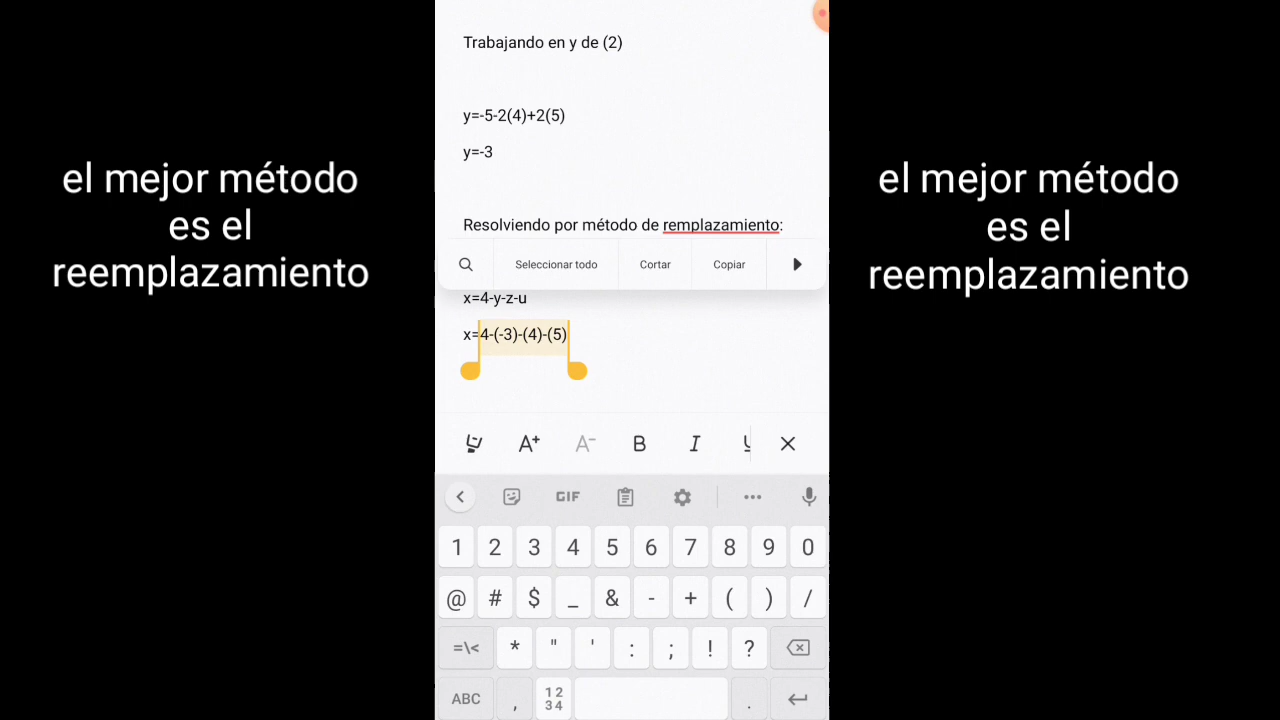 el mejor método
es el
reemplazamiento
Trabajando en y de (2)
y=-5-2(4)+2(5)
y=-3
Resolviendo por método de remplazamiento:
Seleccionar todo Cortar Copiar
x=4-y-z-u
x=4-(-3)-(4)-(5)
A+ A- B I U
GIF
1 2 3 4 5 6 7 8 9 0
@ # $ _ & - + ( ) /
=\< * " ' : ; ! ?
ABC , 12 .
34
el mejor método
es el
reemplazamiento